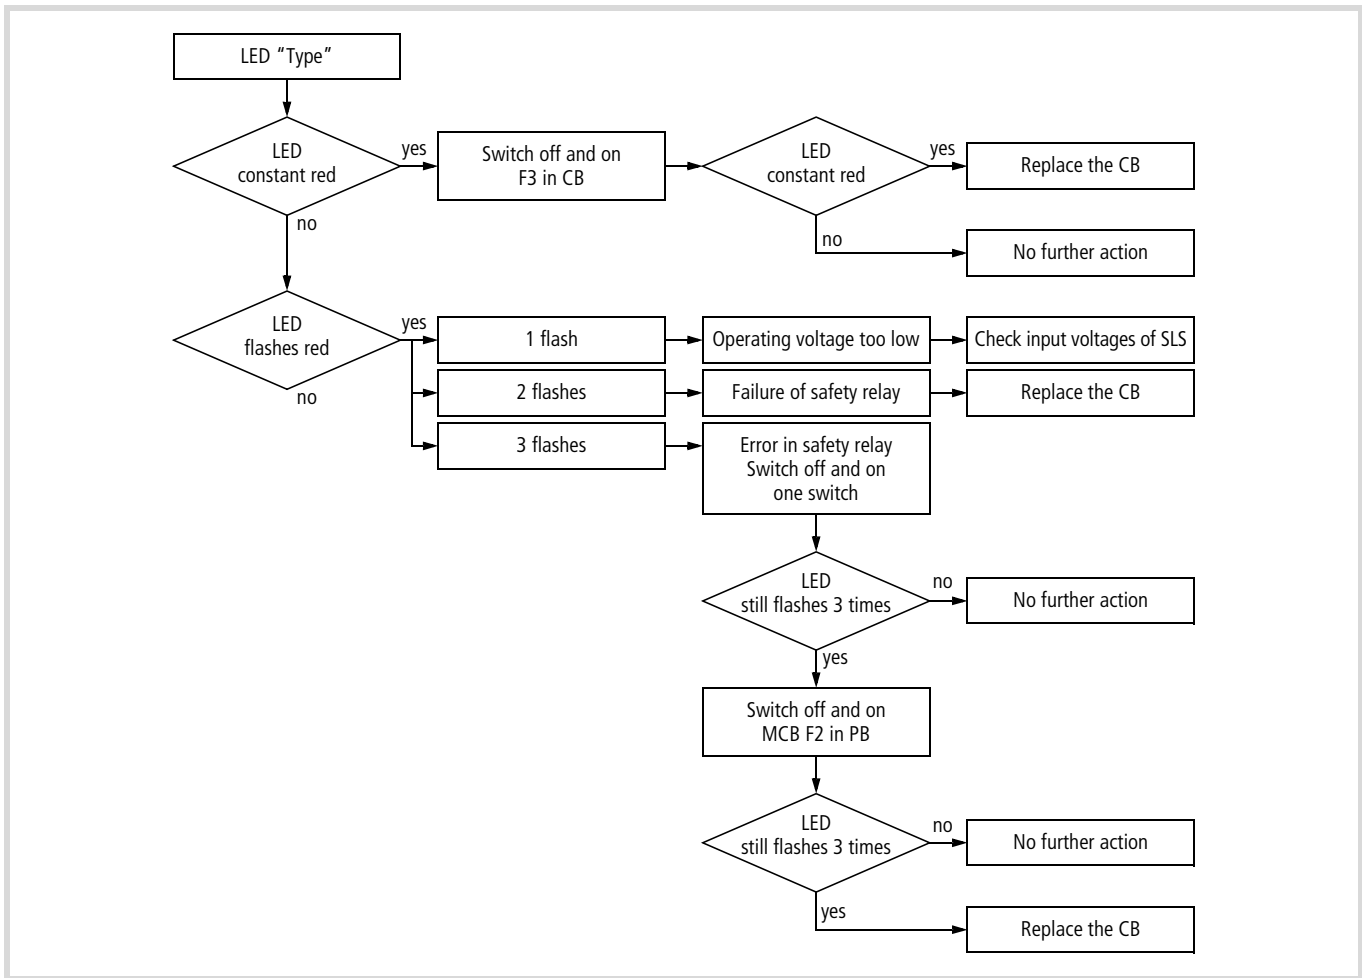 LED "Type"
LED
constant red
yes
Switch off and on
F3 in CB
LED
constant red
yes
Replace the CB
no
no
No further action
LED
flashes red
yes
no
1 flash
Operating voltage too low
Check input voltages of SLS
2 flashes
Failure of safety relay
Replace the CB
3 flashes
Error in safety relay
Switch off and on
one switch
LED
still flashes 3 times
no
No further action
yes
Switch off and on
MCB F2 in PB
LED
still flashes 3 times
no
No further action
yes
Replace the CB